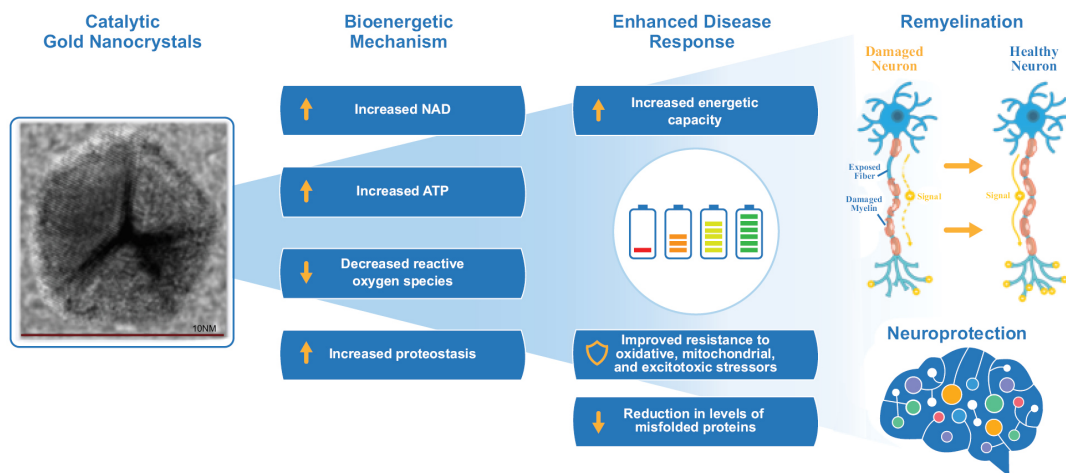 Catalytic
Gold Nanocrystals
10NM
Bioenergetic
Mechanism
Increased NAD
Increased ATP
Decreased reactive
oxygen species
Increased proteostasis
Enhanced Disease
Response
Increased energetic
capacity
Improved resistance to
oxidative, mitochondrial,
and excitotoxic stressors
Reduction in levels of
misfolded proteins
Remyelination
Damaged
Neuron
Healthy
Neuron
Exposed
Fiber
Damaged
Myelin
Signal
Signal
Neuroprotection